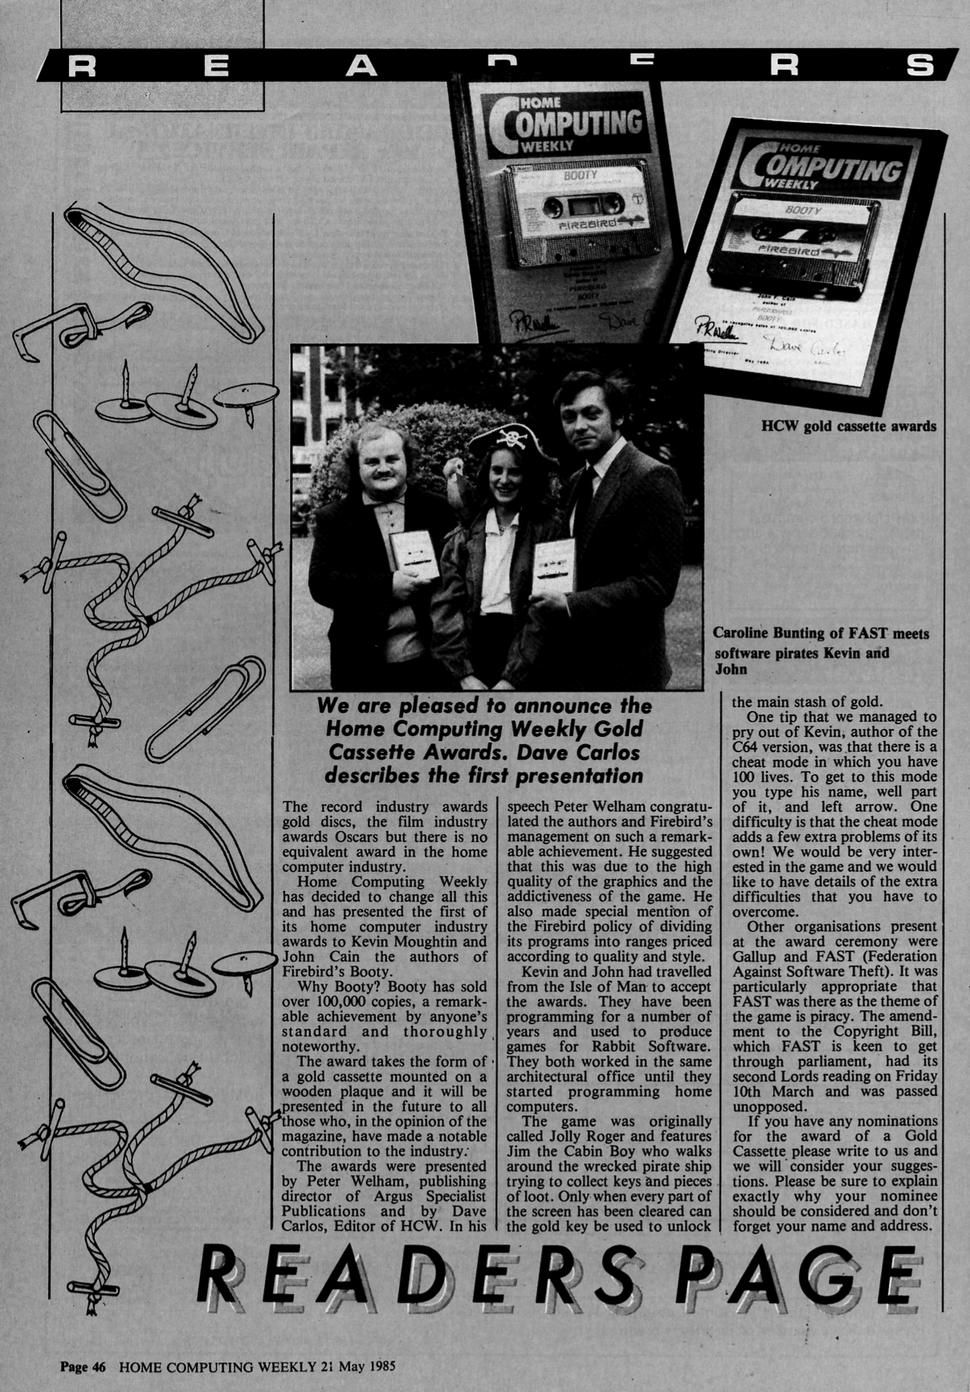 READERS
HOME
COMPUTING
WEEKLY
BOOTY
FIREBIRD
BOOTY
HOME
COMPUTING
WEEKLY
BOOTY
FIREBIRD
John F. Cain
author of
FIREBIRDS
BOOTY
May 1985
HCW gold cassette awards
Caroline Bunting of FAST meets
software pirates Kevin and
John
We are pleased to announce the
Home Computing Weekly Gold
Cassette Awards. Dave Carlos
describes the first presentation
The record industry awards
gold discs, the film industry
awards Oscars but there is no
equivalent award in the home
computer industry.
Home Computing Weekly
has decided to change all this
and has presented the first of
its home computer industry
awards to Kevin Moughtin and
John Cain the authors of
Firebird's Booty.
Why Booty? Booty has sold
over 100,000 copies, a remark-
able achievement by anyone's
standard and thoroughly
noteworthy.
The award takes the form of
a gold cassette mounted on a
wooden plaque and it will be
presented in the future to all
those who, in the opinion of the
magazine, have made a notable
contribution to the industry.
The awards were presented
by Peter Welham, publishing
director of Argus Specialist
Publications and by Dave
Carlos, Editor of HCW. In his
speech Peter Welham congratu-
lated the authors and Firebird's
management on such a remark-
able achievement. He suggested
that this was due to the high
quality of the graphics and the
addictiveness of the game. He
also made special mention of
the Firebird policy of dividing
its programs into ranges priced
according to quality and style.
Kevin and John had travelled
from the Isle of Man to accept
the awards. They have been
programming for a number of
years and used to produce
games for Rabbit Software.
They both worked in the same
architectural office until they
started programming home
computers.
The game was originally
called Jolly Roger and features
Jim the Cabin Boy who walks
around the wrecked pirate ship
trying to collect keys and pieces
of loot. Only when every part of
the screen has been cleared can
the gold key be used to unlock
the main stash of gold.
One tip that we managed to
pry out of Kevin, author of the
C64 version, was that there is a
cheat mode in which you have
100 lives. To get to this mode
you type his name, well part
of it, and left arrow. One
difficulty is that the cheat mode
adds a few extra problems of its
own! We would be very inter-
ested in the game and we would
like to have details of the extra
difficulties that you have to
overcome.
Other organisations present
at the award ceremony were
Gallup and FAST (Federation
Against Software Theft). It was
particularly appropriate that
FAST was there as the theme of
the game is piracy. The amend-
ment to the Copyright Bill,
which FAST is keen to get
through parliament, had its
second Lords reading on Friday
10th March and was passed
unopposed.
If you have any nominations
for the award of a Gold
Cassette please write to us and
we will consider your sugges-
tions. Please be sure to explain
exactly why your nominee
should be considered and don't
forget your name and address.
READERS PAGE
Page 46 HOME COMPUTING WEEKLY 21 May 1985